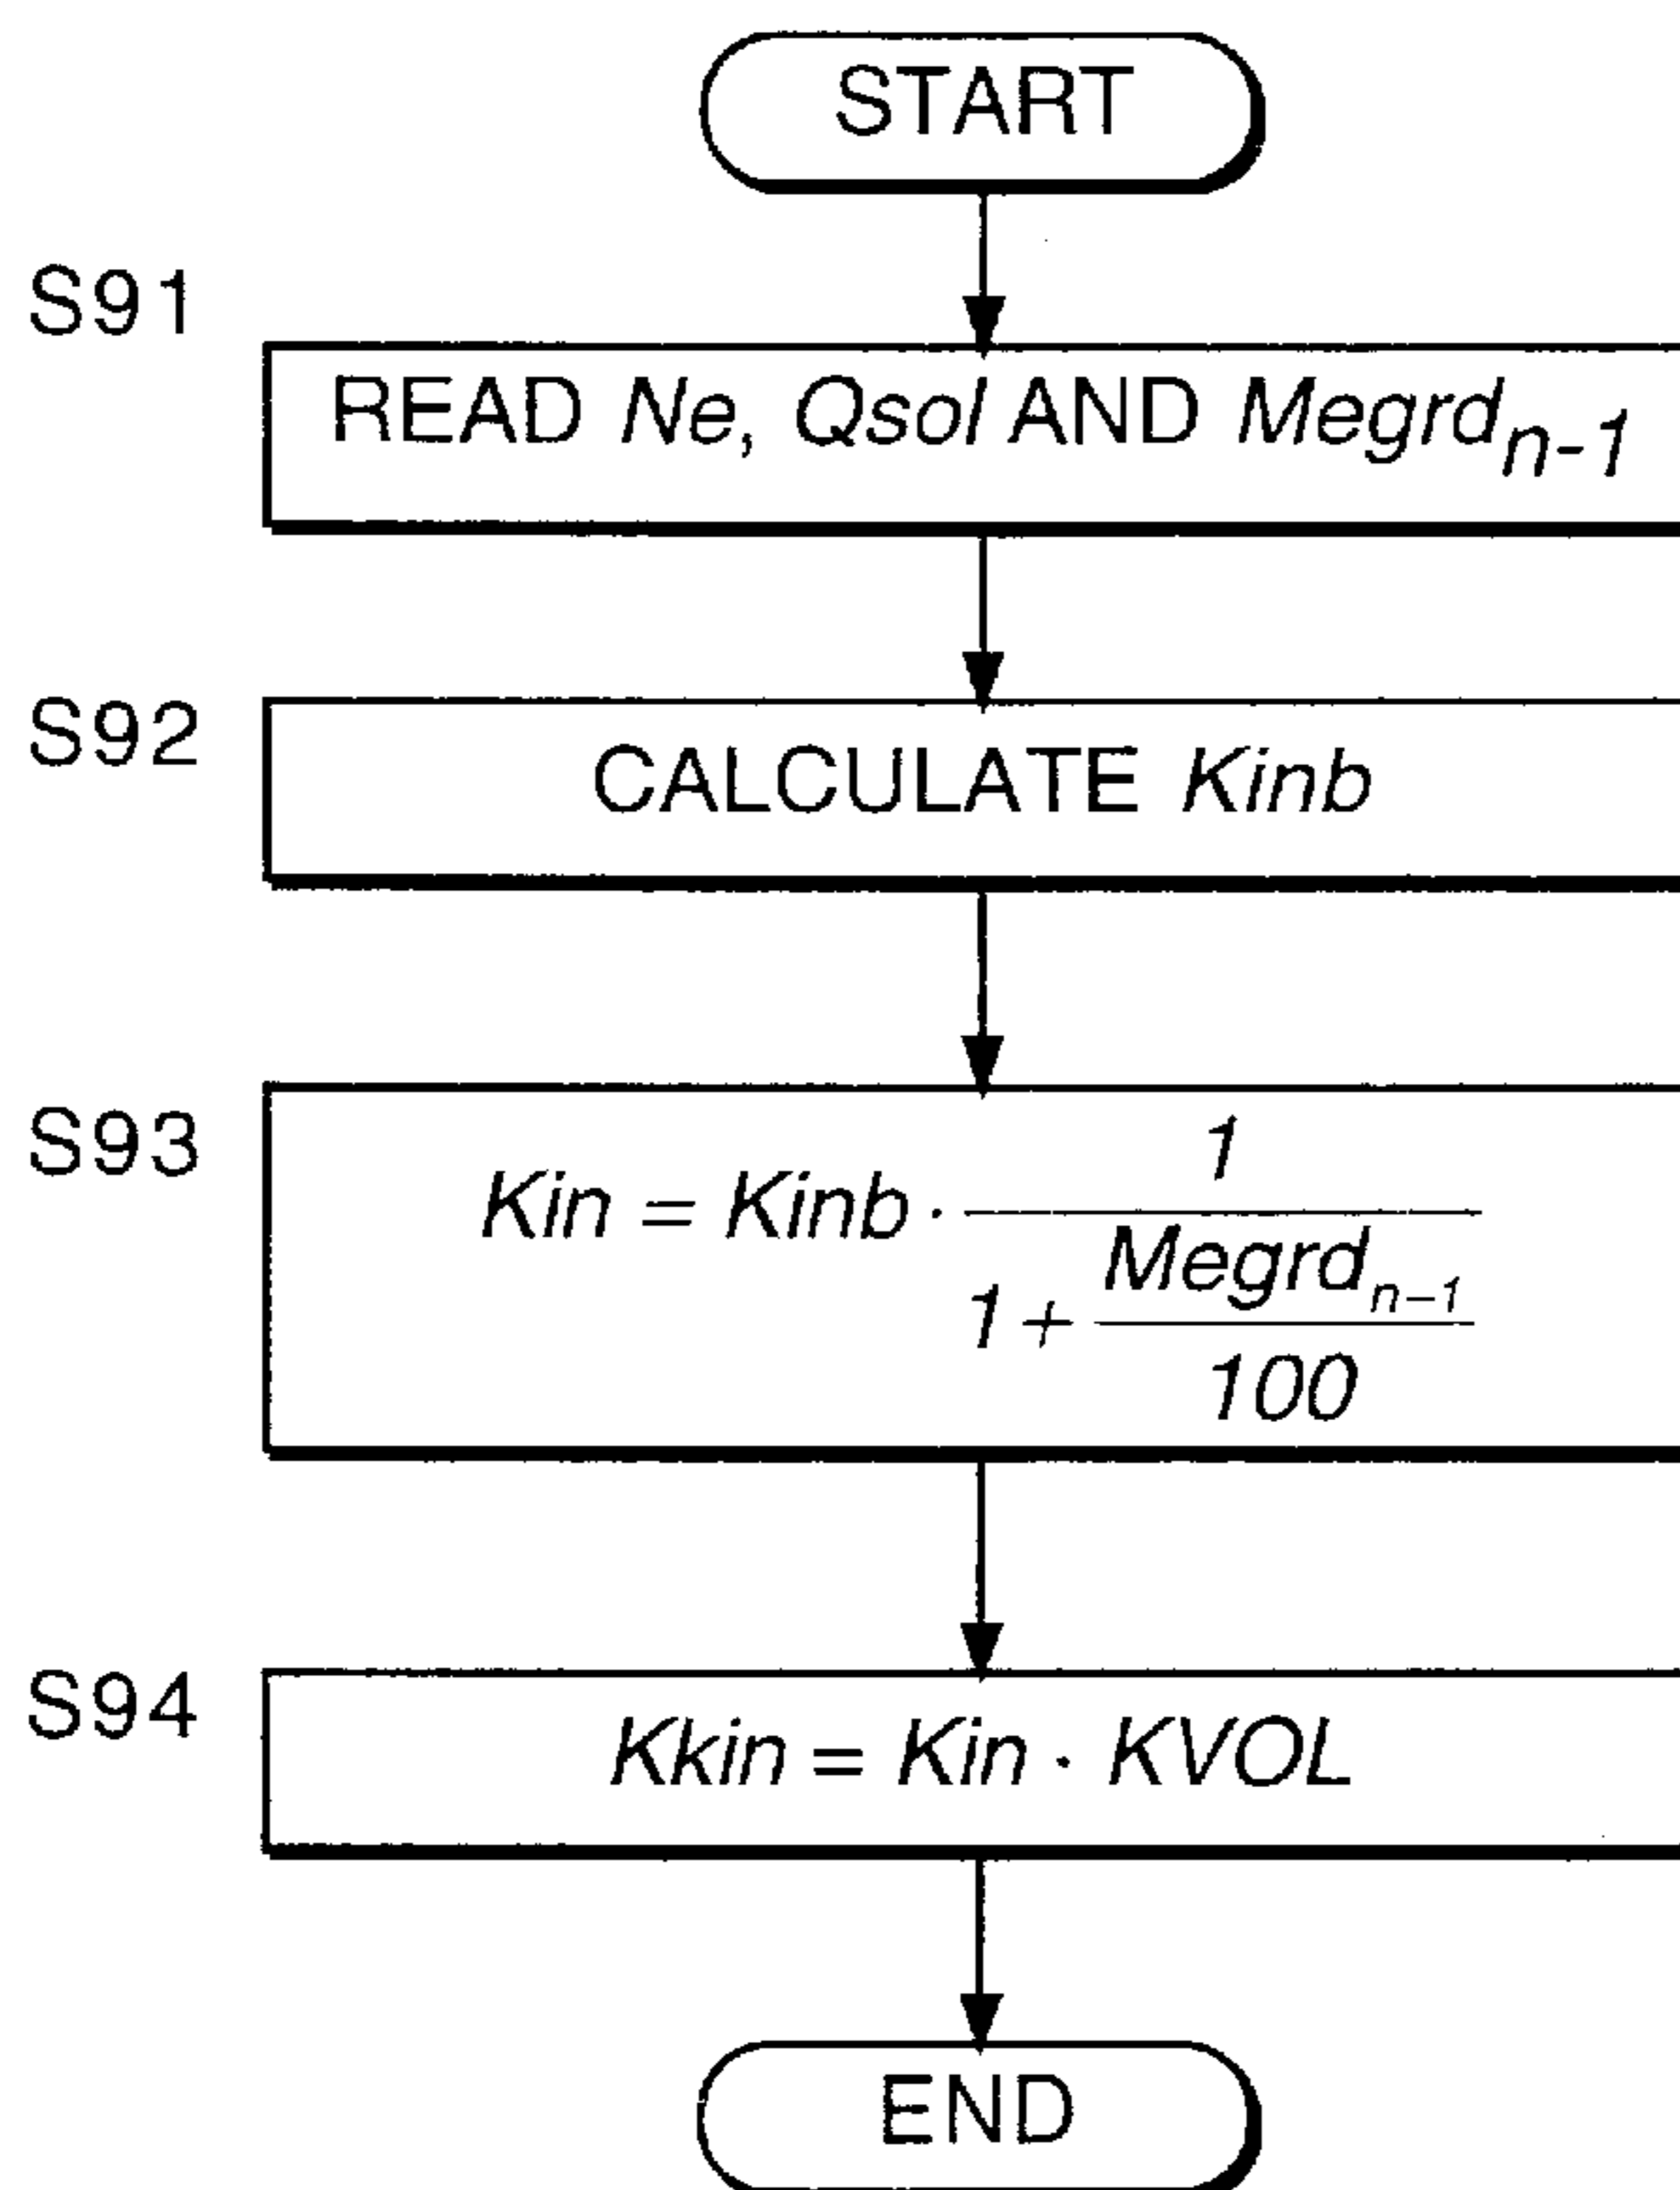 START
S91
READ Ne, Qsol AND Megrdₙ₋₁
S92
CALCULATE Kinb
S93
Kin = Kinb · 1 / (1 + Megrdₙ₋₁ / 100)
S94
Kkin = Kin · KVOL
END